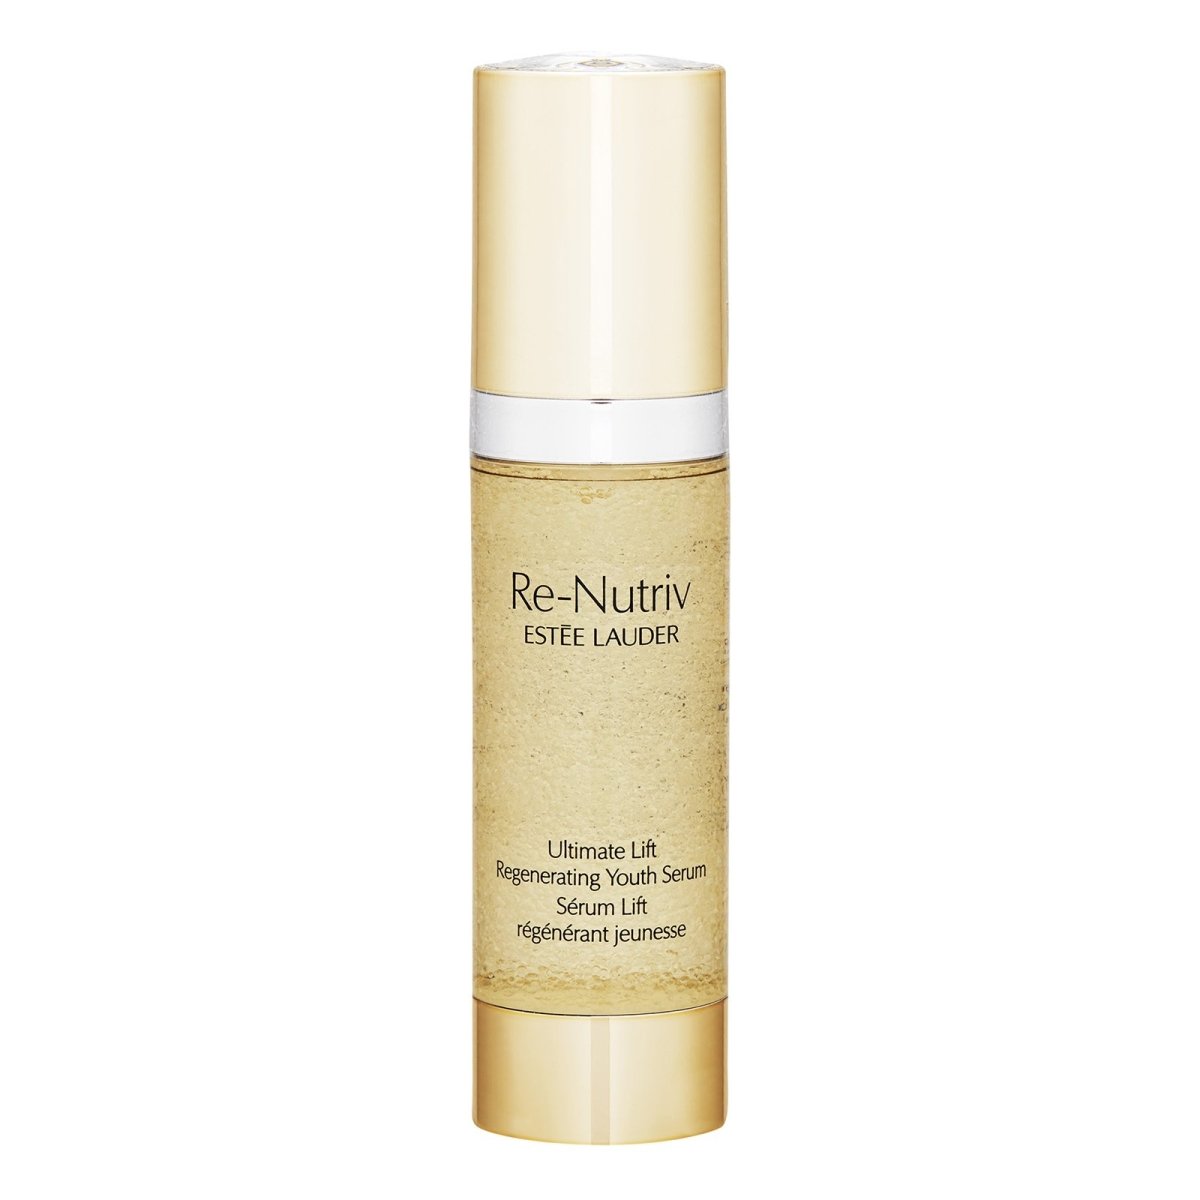 Re-Nutriv
ESTĒE LAUDER
Ultimate Lift
Regenerating Youth Serum
Sérum Lift
régénérant jeunesse